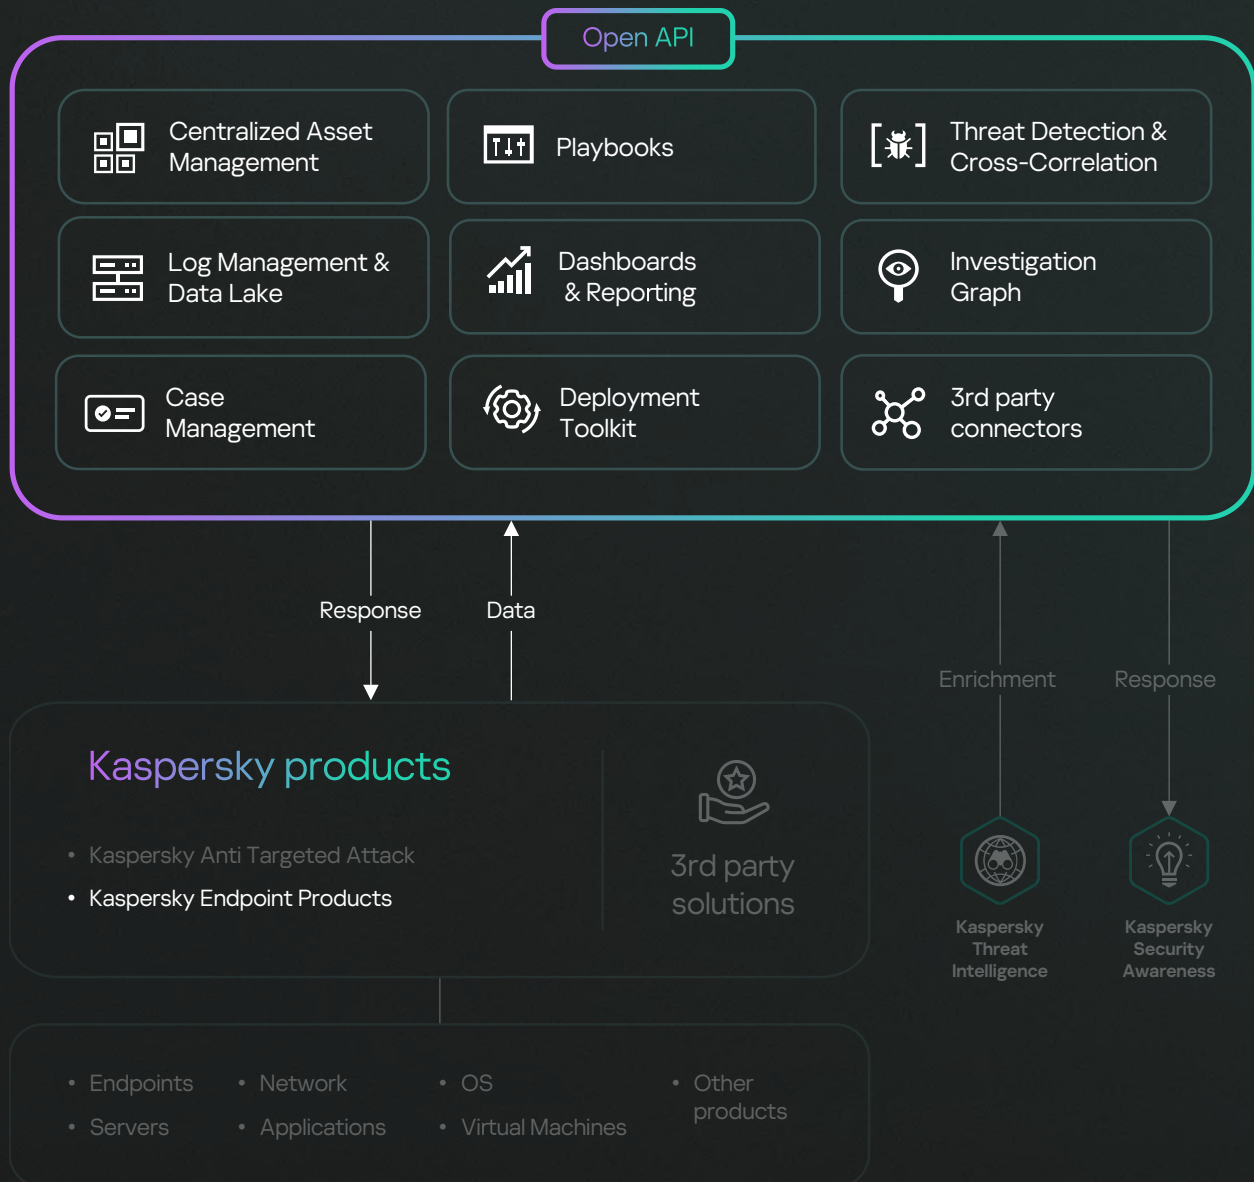 Open API
Centralized Asset
Management
Playbooks
Threat Detection &
Cross-Correlation
Log Management &
Data Lake
Dashboards
& Reporting
Investigation
Graph
Case
Management
Deployment
Toolkit
3rd party
connectors
Response
Data
Enrichment
Response
Kaspersky products
• Kaspersky Anti Targeted Attack
• Kaspersky Endpoint Products
3rd party
solutions
Kaspersky
Threat
Intelligence
Kaspersky
Security
Awareness
• Endpoints
• Servers
• Network
• Applications
• OS
• Virtual Machines
• Other
products